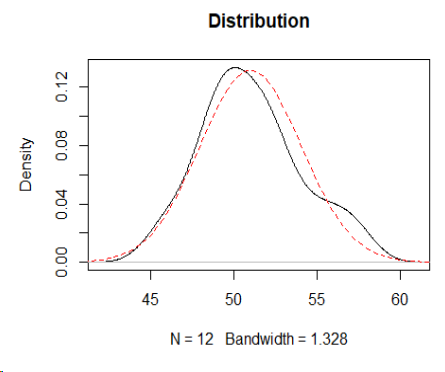 Distribution
Density
0.00 0.04 0.08 0.12
45 50 55 60
N = 12 Bandwidth = 1.328